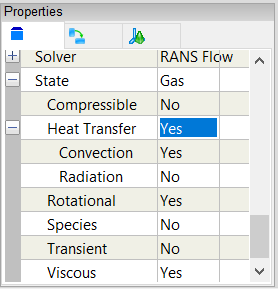 Properties
Solver RANS Flow
State Gas
Compressible No
Heat Transfer Yes
Convection Yes
Radiation No
Rotational Yes
Species No
Transient No
Viscous Yes